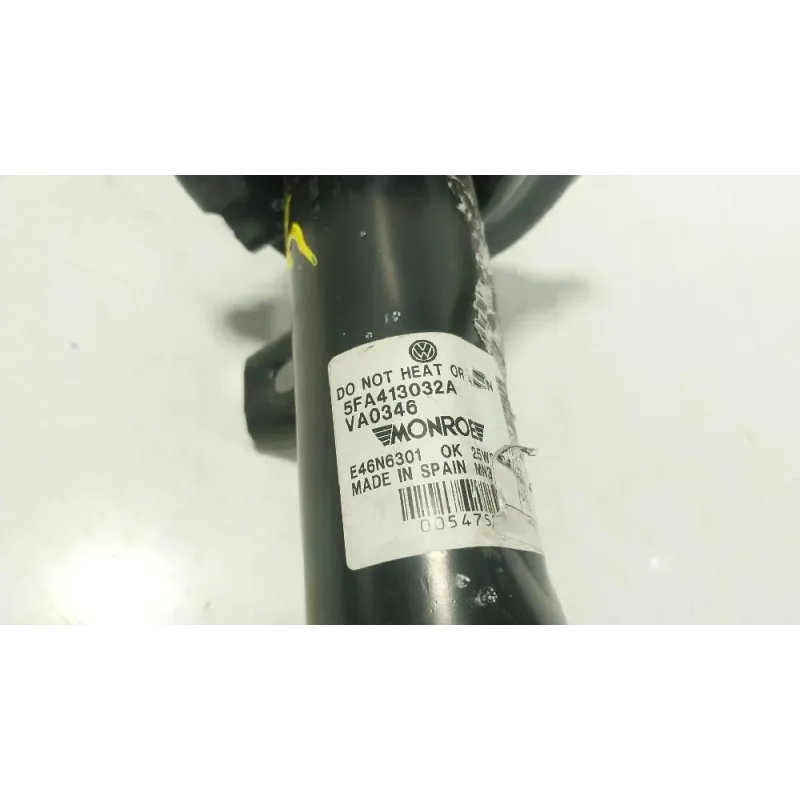 DO NOT HEAT OR
5FA413032A
VA0346
MONROE
E46N6301 OK
MADE IN SPAIN